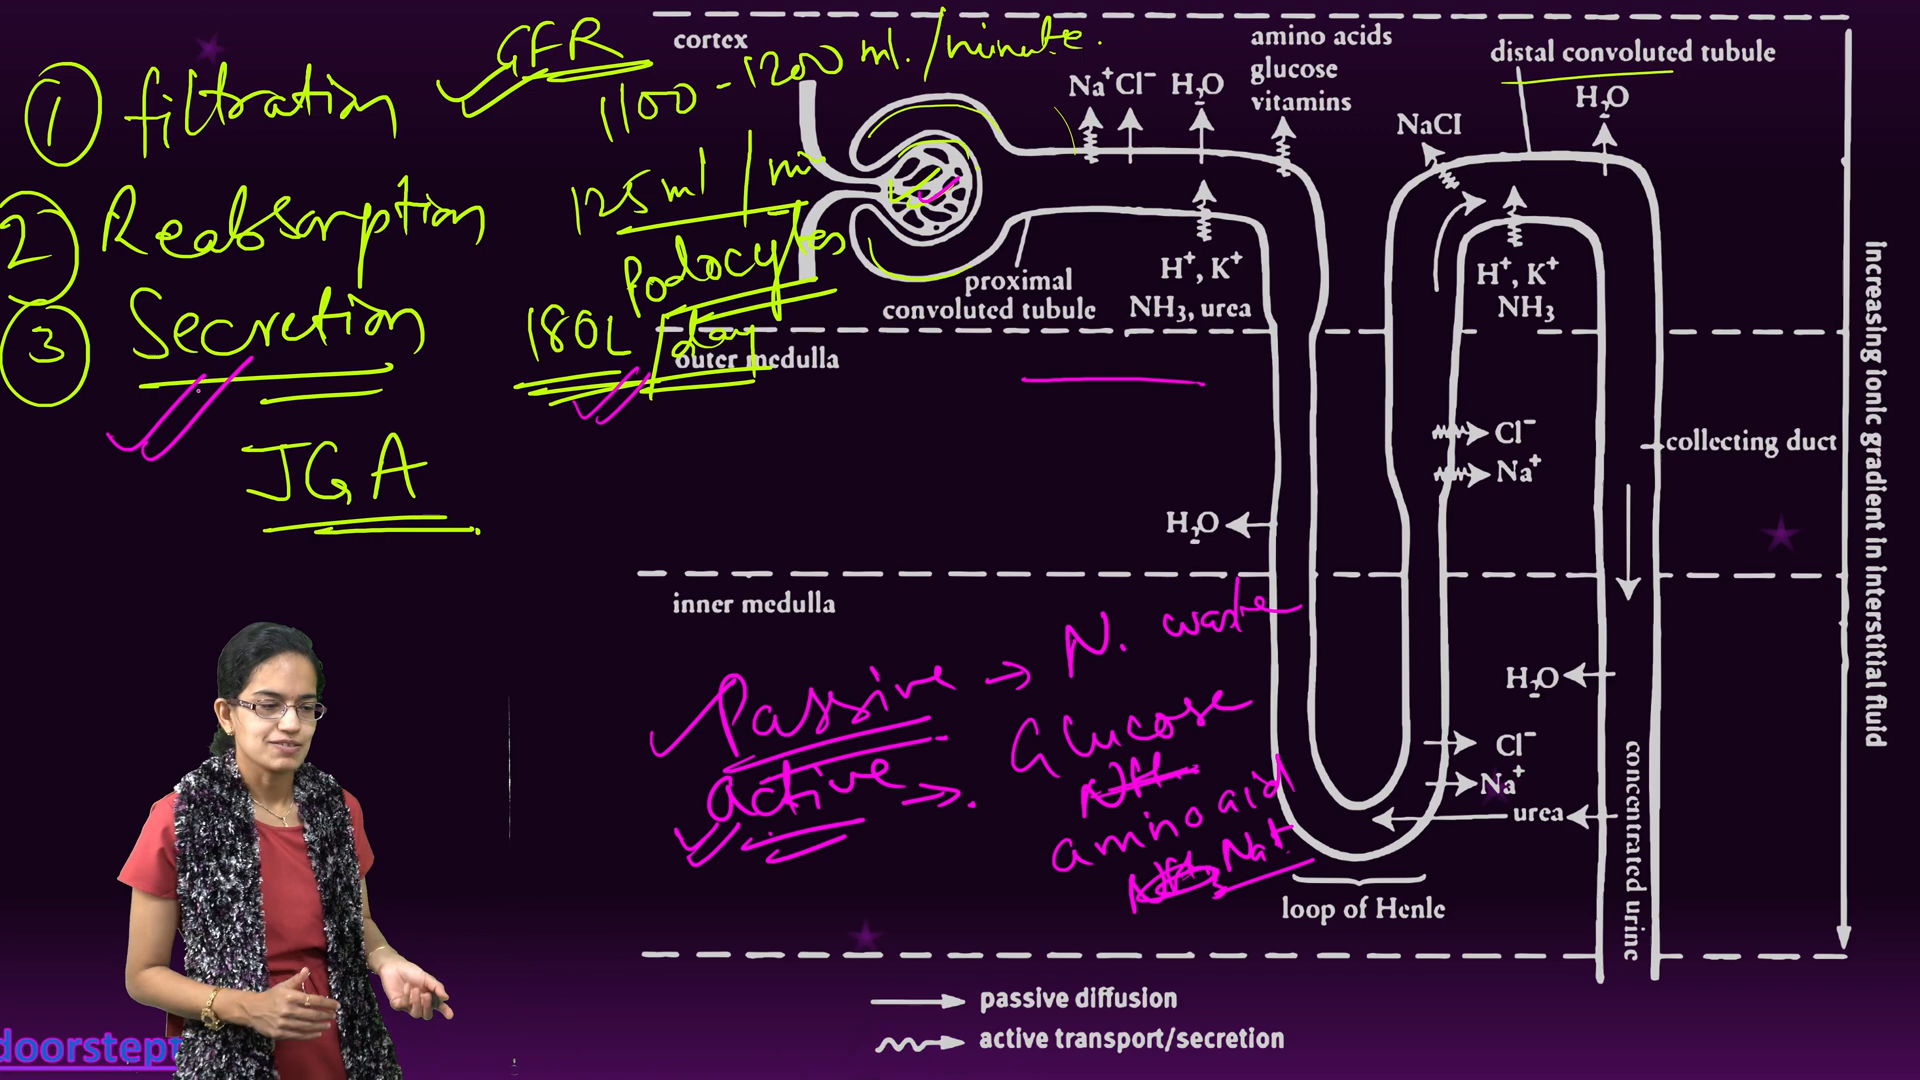 ① filtration
② Reabsorption
③ Secretion
JGA
GFR
1100 - 1200 ml./minute.
125 ml / mi
Podocytes
180L / day
cortex
Na⁺ Cl⁻
H₂O
amino acids
glucose
vitamins
distal convoluted tubule
H₂O
NaCl
proximal
convoluted tubule
H⁺, K⁺
NH₃, urea
H⁺, K⁺
NH₃
outer medulla
Cl⁻
Na⁺
collecting duct
H₂O
inner medulla
Passive → N. waste
active → . Glucose
amino acid
Na⁺
H₂O
Cl⁻
Na⁺
urea
loop of Henle
concentrated urine
increasing ionic gradient in interstitial fluid
passive diffusion
active transport/secretion
doorstept